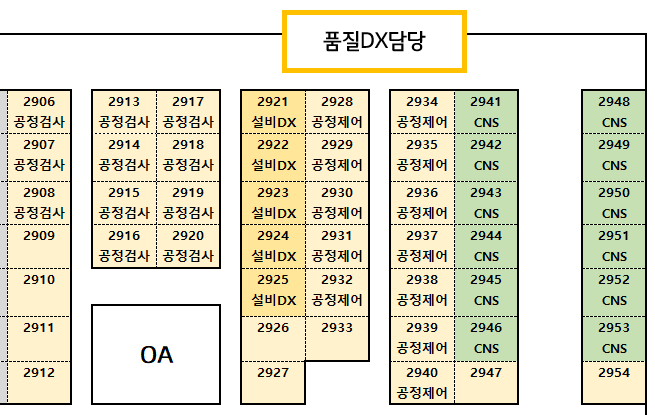 품질DX담당
2906
공정검사
2907
공정검사
2908
공정검사
2909
2910
2911
2912
2913
공정검사
2914
공정검사
2915
공정검사
2916
공정검사
2917
공정검사
2918
공정검사
2919
공정검사
2920
공정검사
OA
2921
설비DX
2922
설비DX
2923
설비DX
2924
설비DX
2925
설비DX
2926
2927
2928
공정제어
2929
공정제어
2930
공정제어
2931
공정제어
2932
공정제어
2933
2934
공정제어
2935
공정제어
2936
공정제어
2937
공정제어
2938
공정제어
2939
공정제어
2940
공정제어
2941
CNS
2942
CNS
2943
CNS
2944
CNS
2945
CNS
2946
CNS
2947
2948
CNS
2949
CNS
2950
CNS
2951
CNS
2952
CNS
2953
CNS
2954